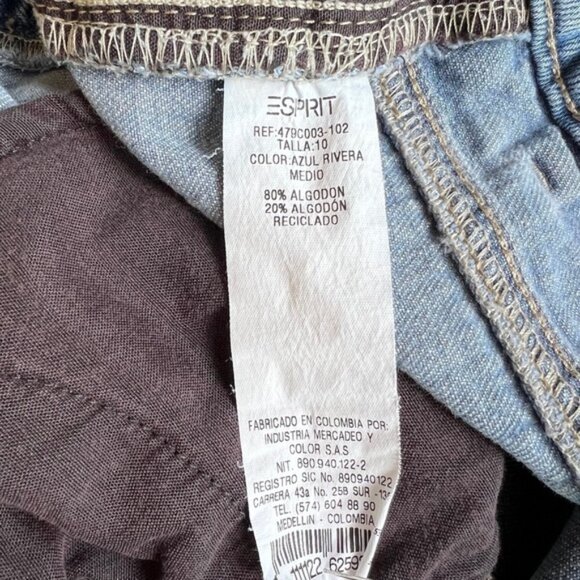 ESPRIT
REF:479C003-102
TALLA:10
COLOR:AZUL RIVERA
MEDIO
80% ALGODON
20% ALGODÓN
RECICLADO
FABRICADO EN COLOMBIA POR:
INDUSTRIA MERCADEO Y
COLOR S.A.S
NIT. 890.940.122-2
REGISTRO SIC No. 890940122
CARRERA 43a No. 25B SUR -
TEL. (574) 604 88 90
MEDELLIN - COLOMBIA